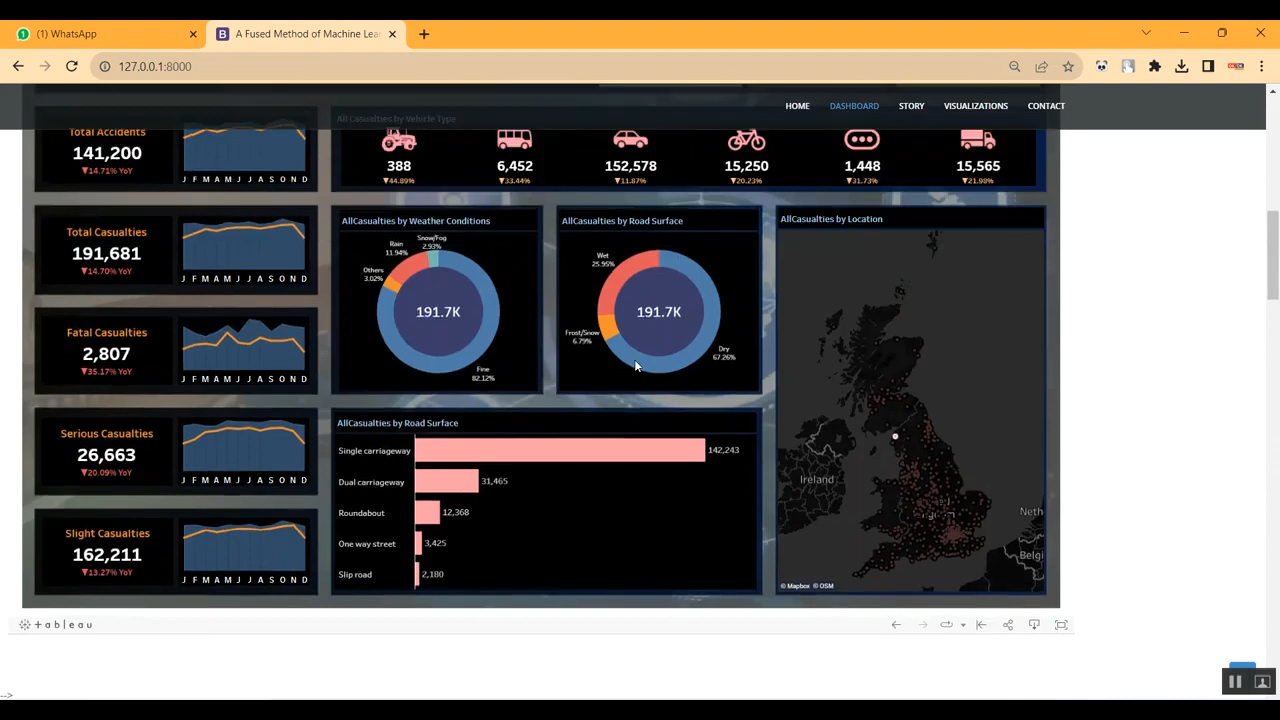 (1) WhatsApp
A Fused Method of Machine Lea
127.0.0.1:8000
HOME DASHBOARD STORY VISUALIZATIONS CONTACT
Total Accidents
141,200
▼14.71% YoY
J F M A M J J A S O N D
All Casualties by Vehicle Type
388 6,452 152,578 15,250 1,448 15,565
▼44.89% ▼33.44% ▼11.87% ▼20.23% ▼31.73% ▼21.98%
Total Casualties
191,681
▼14.70% YoY
J F M A M J J A S O N D
Fatal Casualties
2,807
▼35.17% YoY
J F M A M J J A S O N D
Serious Casualties
26,663
▼20.09% YoY
J F M A M J J A S O N D
Slight Casualties
162,211
▼13.27% YoY
J F M A M J J A S O N D
AllCasualties by Weather Conditions
Snow/Fog
2.93%
Rain
11.94%
Others
3.02%
191.7K
Fine
82.12%
AllCasualties by Road Surface
Wet
25.95%
Frost/Snow
6.79%
191.7K
Dry
67.26%
AllCasualties by Road Surface
Single carriageway 142,243
Dual carriageway 31,465
Roundabout 12,368
One way street 3,425
Slip road 2,180
AllCasualties by Location
Ireland
Neth
Belgi
© Mapbox © OSM
+ableau
-->